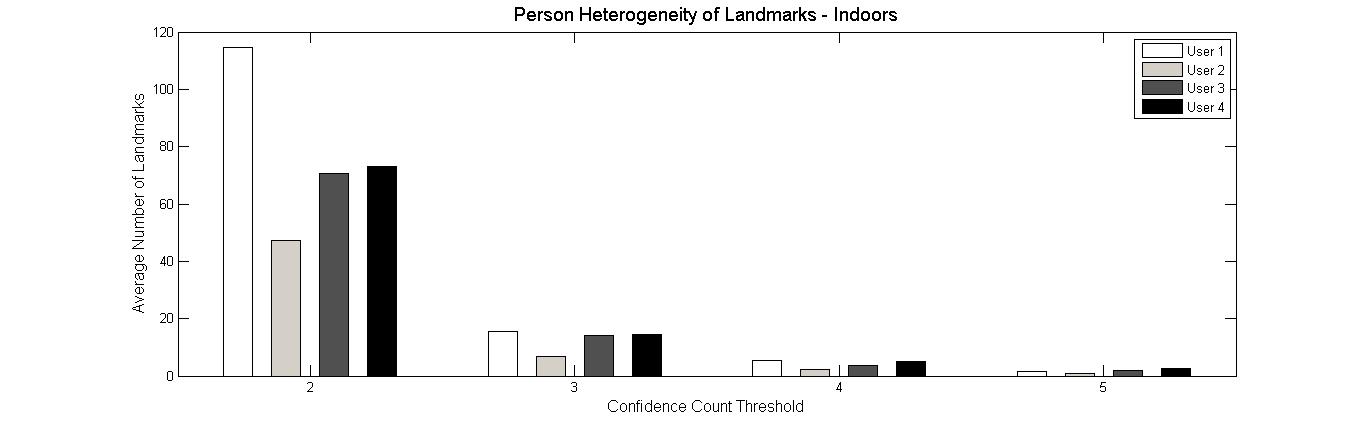 Person Heterogeneity of Landmarks - Indoors
120
100
80
60
40
20
0
Average Number of Landmarks
User 1
User 2
User 3
User 4
2 3 4 5
Confidence Count Threshold